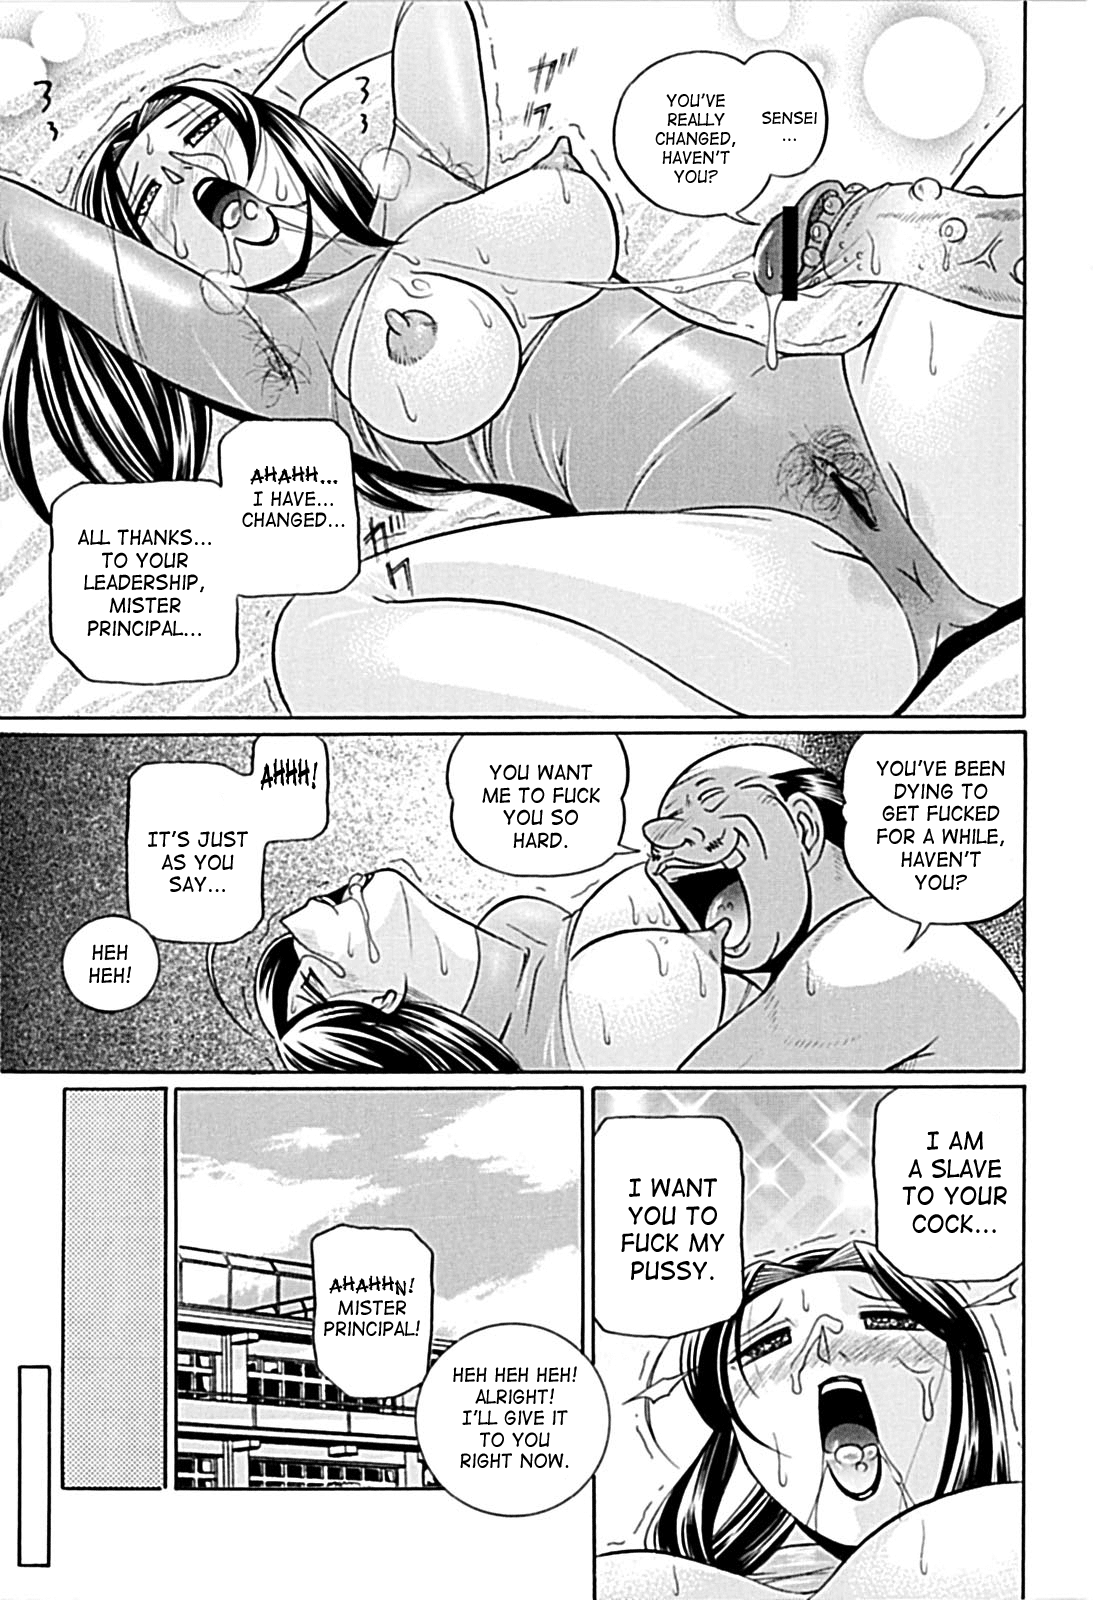 SENSEI
...
YOU'VE
REALLY
CHANGED,
HAVEN'T
YOU?
AHAHH...
I HAVE...
CHANGED...
ALL THANKS...
TO YOUR
LEADERSHIP,
MISTER
PRINCIPAL...
YOU'VE BEEN
DYING TO
GET FUCKED
FOR A WHILE,
HAVEN'T
YOU?
YOU WANT
ME TO FUCK
YOU SO
HARD.
AHHH!
IT'S JUST
AS YOU
SAY...
HEH
HEH!
I AM
A SLAVE
TO YOUR
COCK...
I WANT
YOU TO
FUCK MY
PUSSY.
HEH HEH HEH!
ALRIGHT!
I'LL GIVE IT
TO YOU
RIGHT NOW.
AHAHHN!
MISTER
PRINCIPAL!